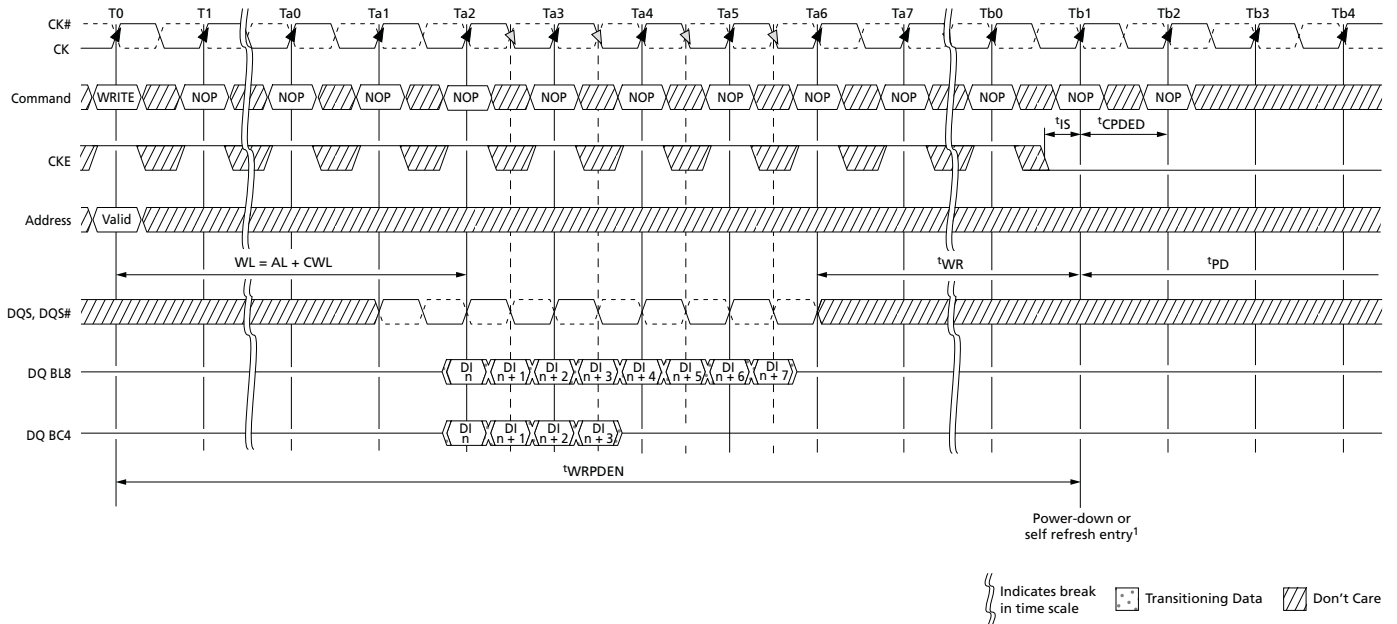 T0 T1 Ta0 Ta1 Ta2 Ta3 Ta4 Ta5 Ta6 Ta7 Tb0 Tb1 Tb2 Tb3 Tb4
CK#
CK
Command WRITE NOP NOP NOP NOP NOP NOP NOP NOP NOP NOP NOP NOP
tIS tCPDED
CKE
Address Valid
WL = AL + CWL tWR tPD
DQS, DQS#
DQ BL8 DI n DI n + 1 DI n + 2 DI n + 3 DI n + 4 DI n + 5 DI n + 6 DI n + 7
DQ BC4 DI n DI n + 1 DI n + 2 DI n + 3
tWRPDEN
Power-down or
self refresh entry1
Indicates break
in time scale
Transitioning Data
Don't Care